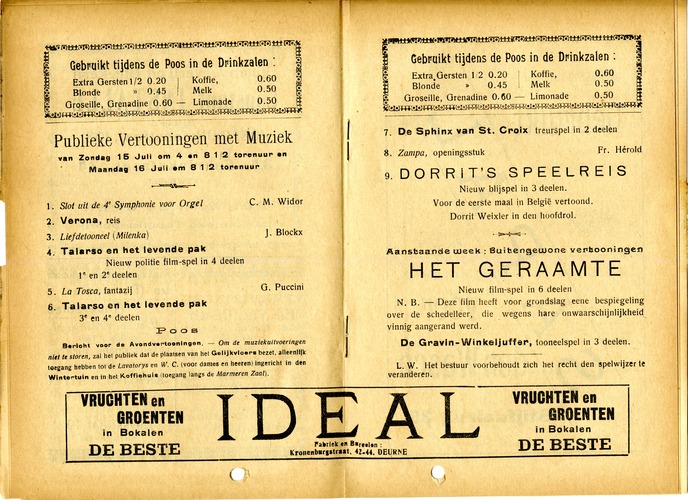 Gebruikt tijdens de Poos in de Drinkzalen :
Extra Gersten 1/2 0.20 | Koffie, 0.60
Blonde » 0.45 | Melk 0.50
Groseille, Grenadine 0.60 — Limonade 0.50
Publieke Vertooningen met Muziek
van Zondag 15 Juli om 4 en 8 1/2 torenuur en
Maandag 16 Juli om 8 1/2 torenuur
1. Slot uit de 4e Symphonie voor Orgel C. M. Widor
2. Verona, reis
3. Liefdetooneel (Milenka) J. Blockx
4. Talarso en het levende pak
Nieuw politie film-spel in 4 deelen
1e en 2e deelen
5. La Tosca, fantazij G. Puccini
6. Talarso en het levende pak
3e en 4e deelen
Poos
Bericht voor de Avondvertooningen. — Om de muziekuitvoeringen
niet te storen, zal het publiek dat de plaatsen van het Gelijkvloers bezet, alleenlijk
toegang hebben tot de Lavatorys en W. C. (voor dames en heeren) ingericht in den
Wintertuin en in het Koffiehuis (toegang langs de Marmeren Zaal).
Gebruikt tijdens de Poos in de Drinkzalen :
Extra Gersten 1/2 0.20 | Koffie, 0.60
Blonde » 0.45 | Melk 0.50
Groseille, Grenadine 0.60 — Limonade 0.50
7. De Sphinx van St. Croix treurspel in 2 deelen
8. Zampa, openingsstuk Fr. Hérold
9. DORRIT'S SPEELREIS
Nieuw blijspel in 3 deelen.
Voor de eerste maal in België vertoond.
Dorrit Weixler in den hoofdrol.
Aanstaande week : Buitengewone vertooningen
HET GERAAMTE
Nieuw film-spel in 6 deelen
N. B. — Deze film heeft voor grondslag eene bespiegeling
over de schedelleer, die wegens hare onwaarschijnlijkheid
vinnig aangerand werd.
De Gravin-Winkeljuffer, tooneelspel in 3 deelen.
L. W. Het bestuur voorbehoudt zich het recht den spelwijzer te
veranderen.
VRUCHTEN en
GROENTEN
in Bokalen
DE BESTE
IDEAL
Fabriek en Bureelen :
Kronenburgstraat, 42-44, DEURNE
VRUCHTEN en
GROENTEN
in Bokalen
DE BESTE